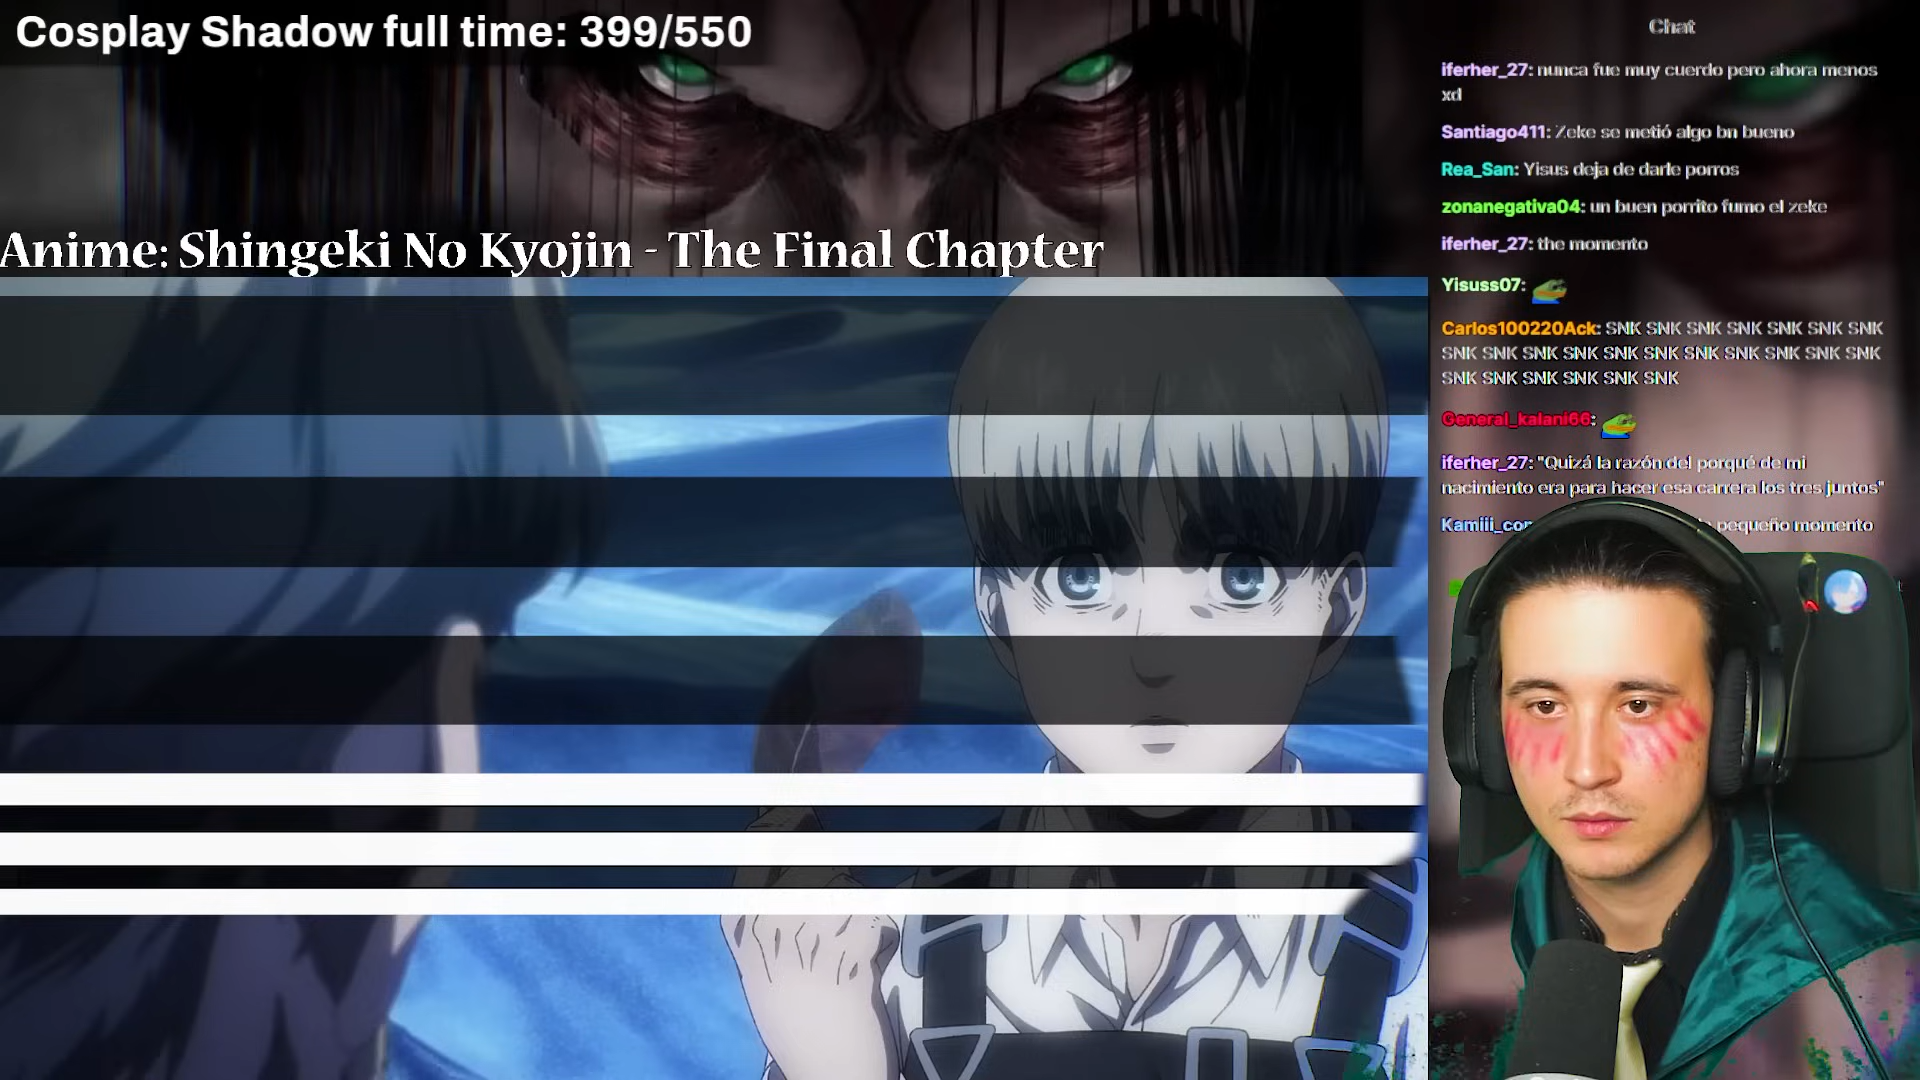 Cosplay Shadow full time: 399/550
Anime: Shingeki No Kyojin - The Final Chapter
Chat
iferher_27: nunca fue muy cuerdo pero ahora menos
xd
Santiago411: Zeke se metió algo bn bueno
Rea_San: Yisus deja de darle porros
zonanegativa04: un buen porrito fumo el zeke
iferher_27: the momento
Yisuss07:
Carlos100220Ack: SNK SNK SNK SNK SNK SNK SNK
SNK SNK SNK SNK SNK SNK SNK SNK SNK SNK SNK
SNK SNK SNK SNK SNK SNK
General_kalani66:
iferher_27: "Quizá la razón del porqué de mi
nacimiento era para hacer esa carrera los tres juntos"
pequeño momento